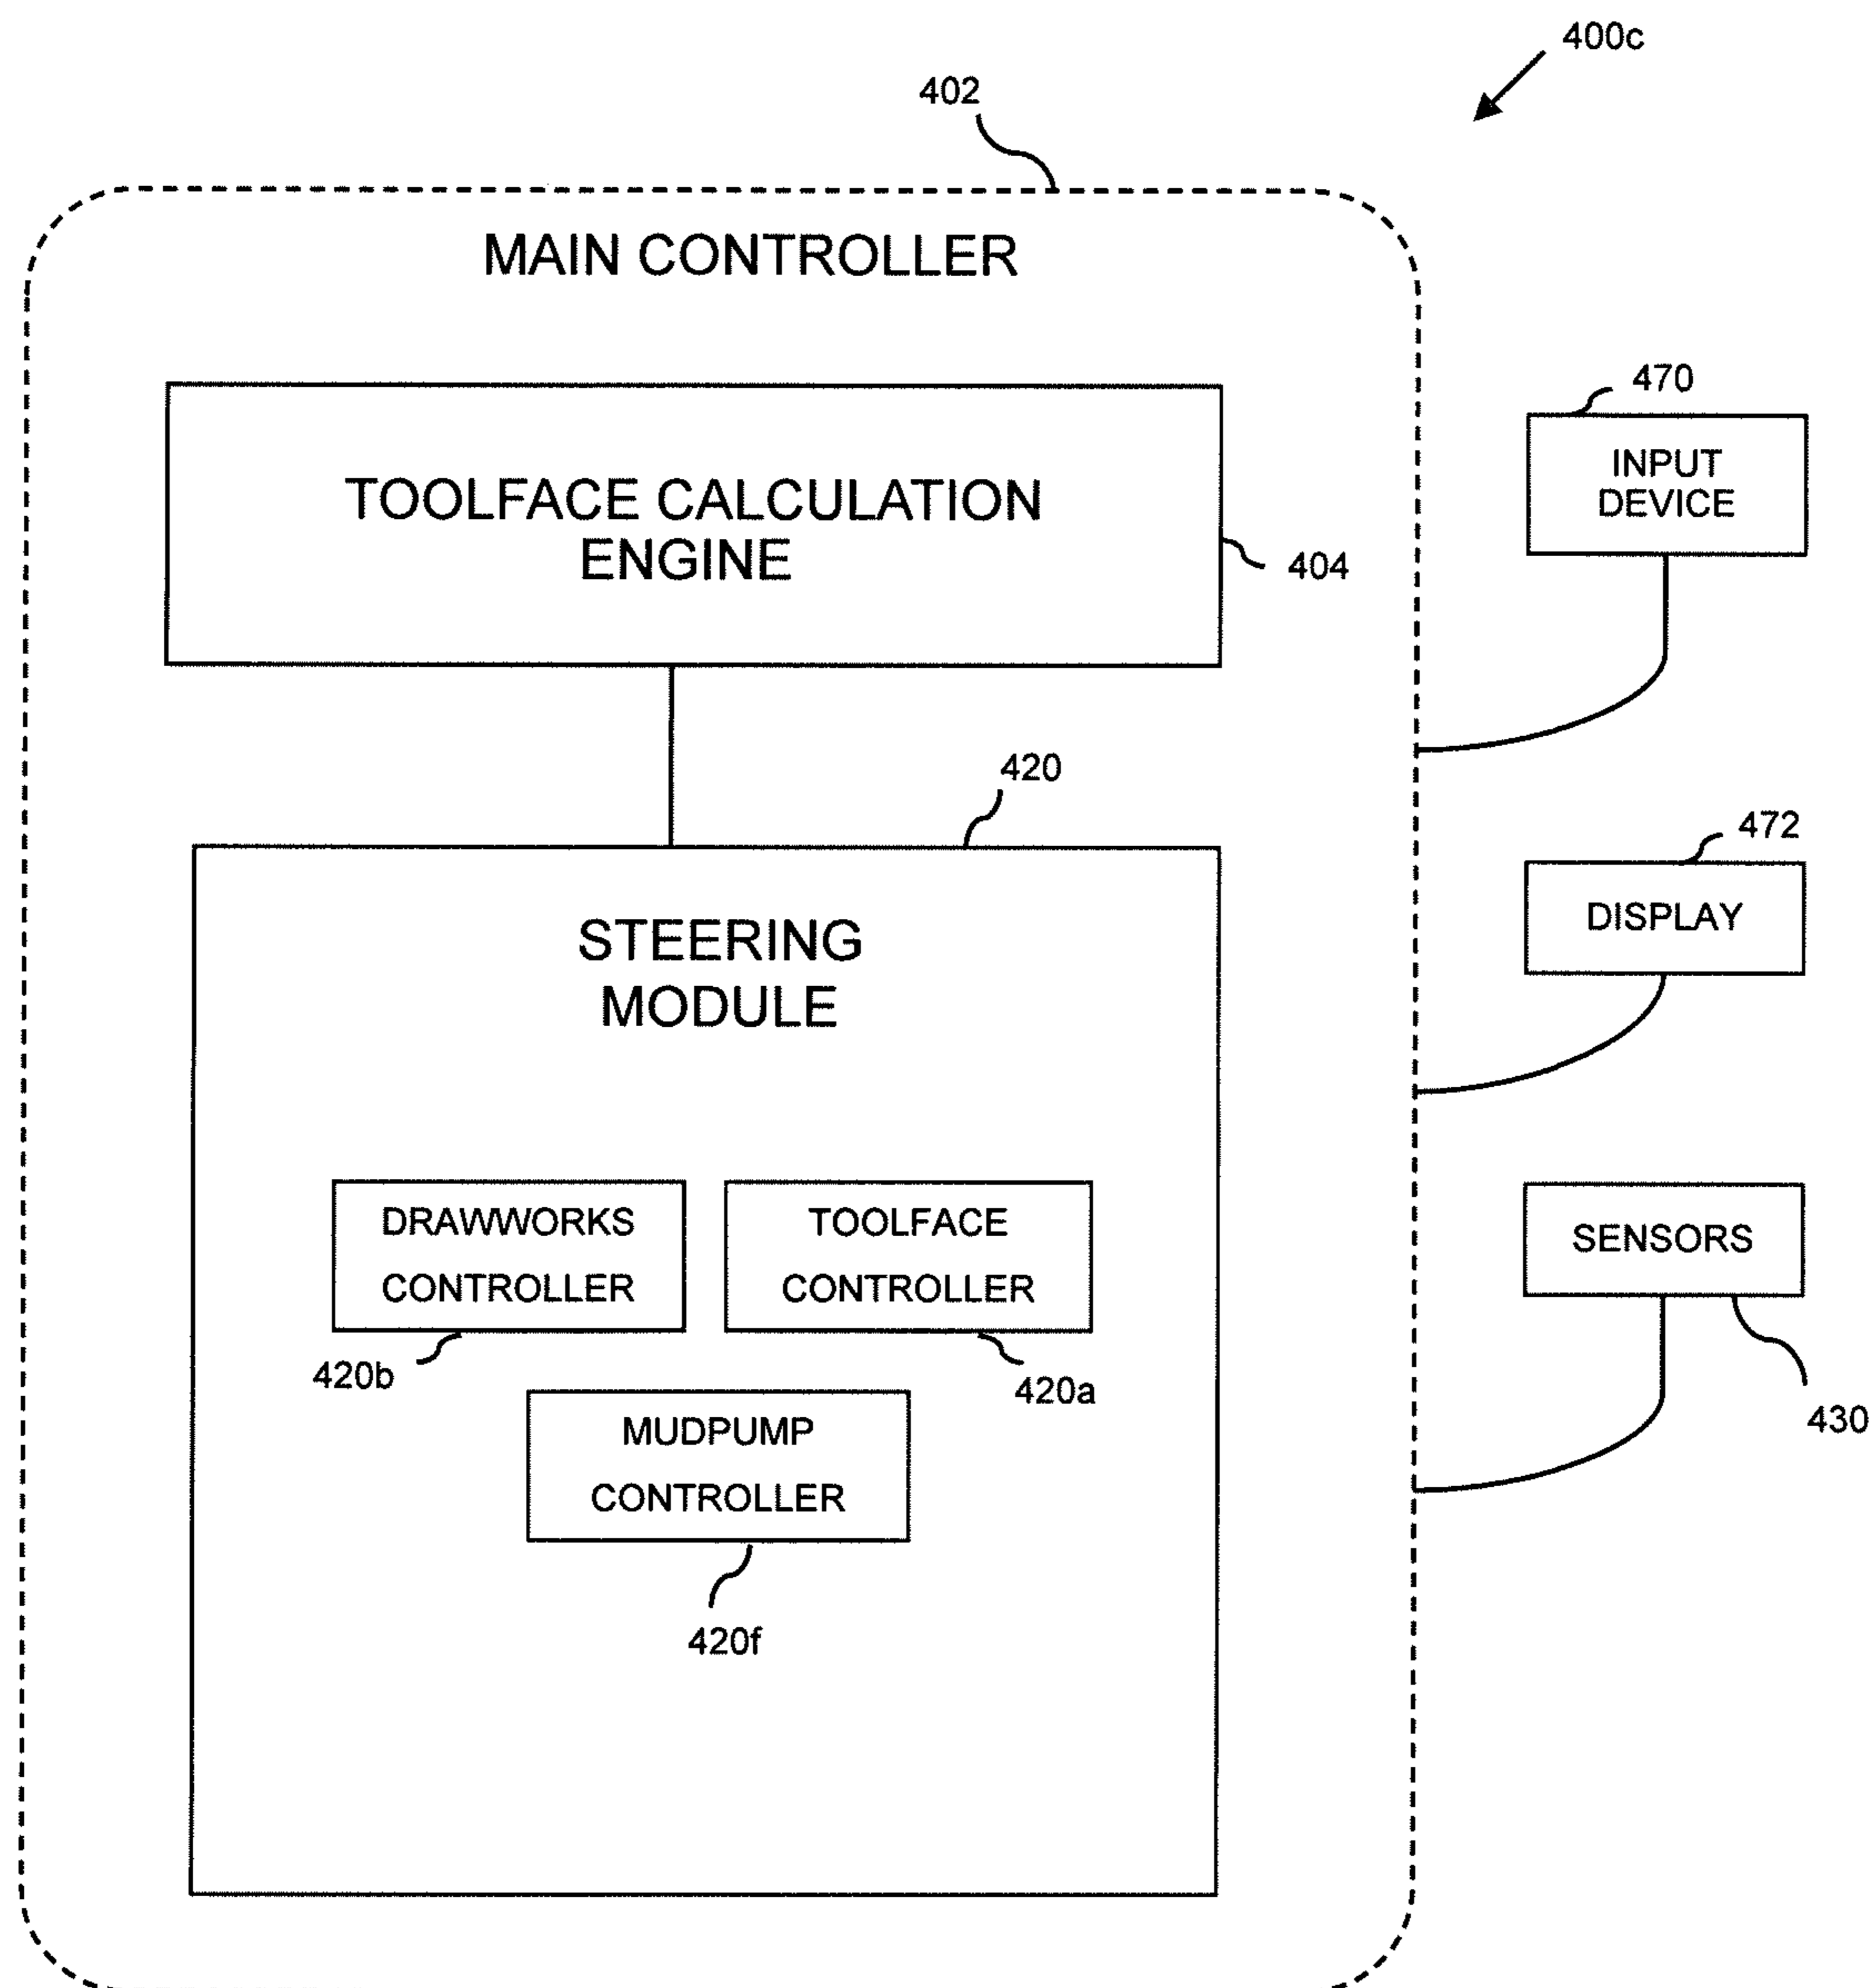 400c
402
MAIN CONTROLLER
470
INPUT
DEVICE
TOOLFACE CALCULATION
ENGINE
404
420
472
DISPLAY
STEERING
MODULE
SENSORS
430
DRAWWORKS
CONTROLLER
420b
TOOLFACE
CONTROLLER
420a
MUDPUMP
CONTROLLER
420f